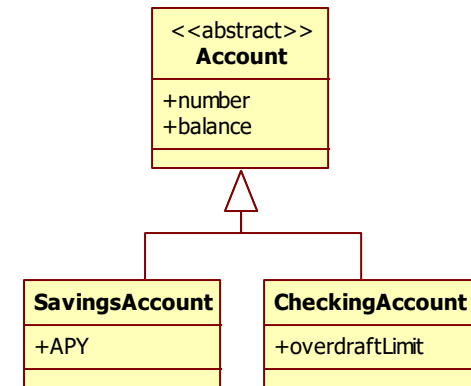 <<abstract>>
Account
+number
+balance
SavingsAccount
+APY
CheckingAccount
+overdraftLimit